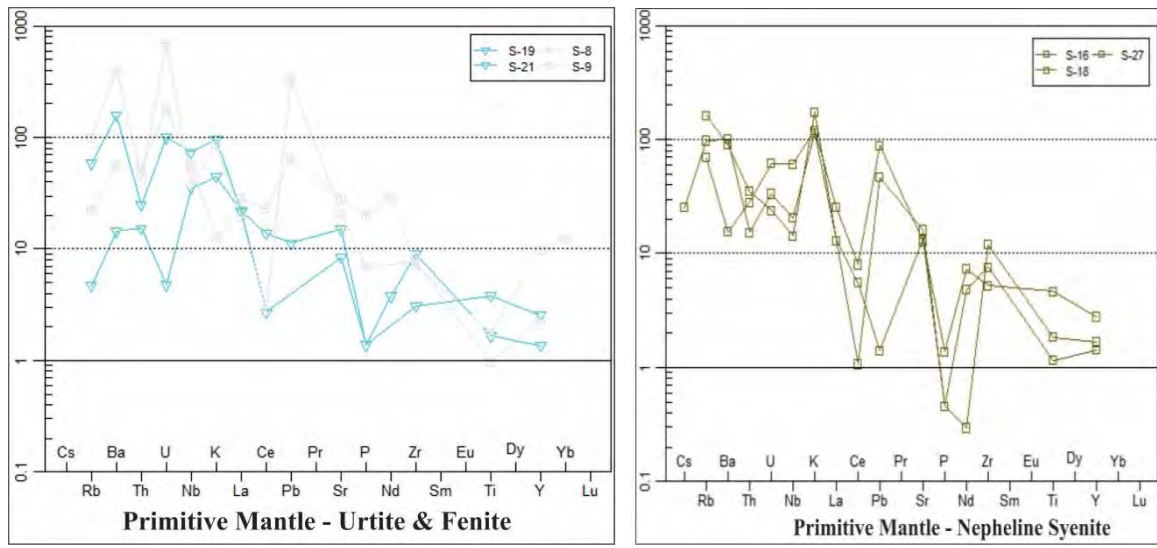 1000
100
10
1
0.1
S-19 S-8
S-21 S-9
Cs Ba U K Ce Pr P Zr Eu Dy Yb
Rb Th Nb La Pb Sr Nd Sm Ti Y Lu
Primitive Mantle - Urtite & Fenite
1000
100
10
1
0.1
S-16 S-27
S-18
Cs Ba U K Ce Pr P Zr Eu Dy Yb
Rb Th Nb La Pb Sr Nd Sm Ti Y Lu
Primitive Mantle - Nepheline Syenite